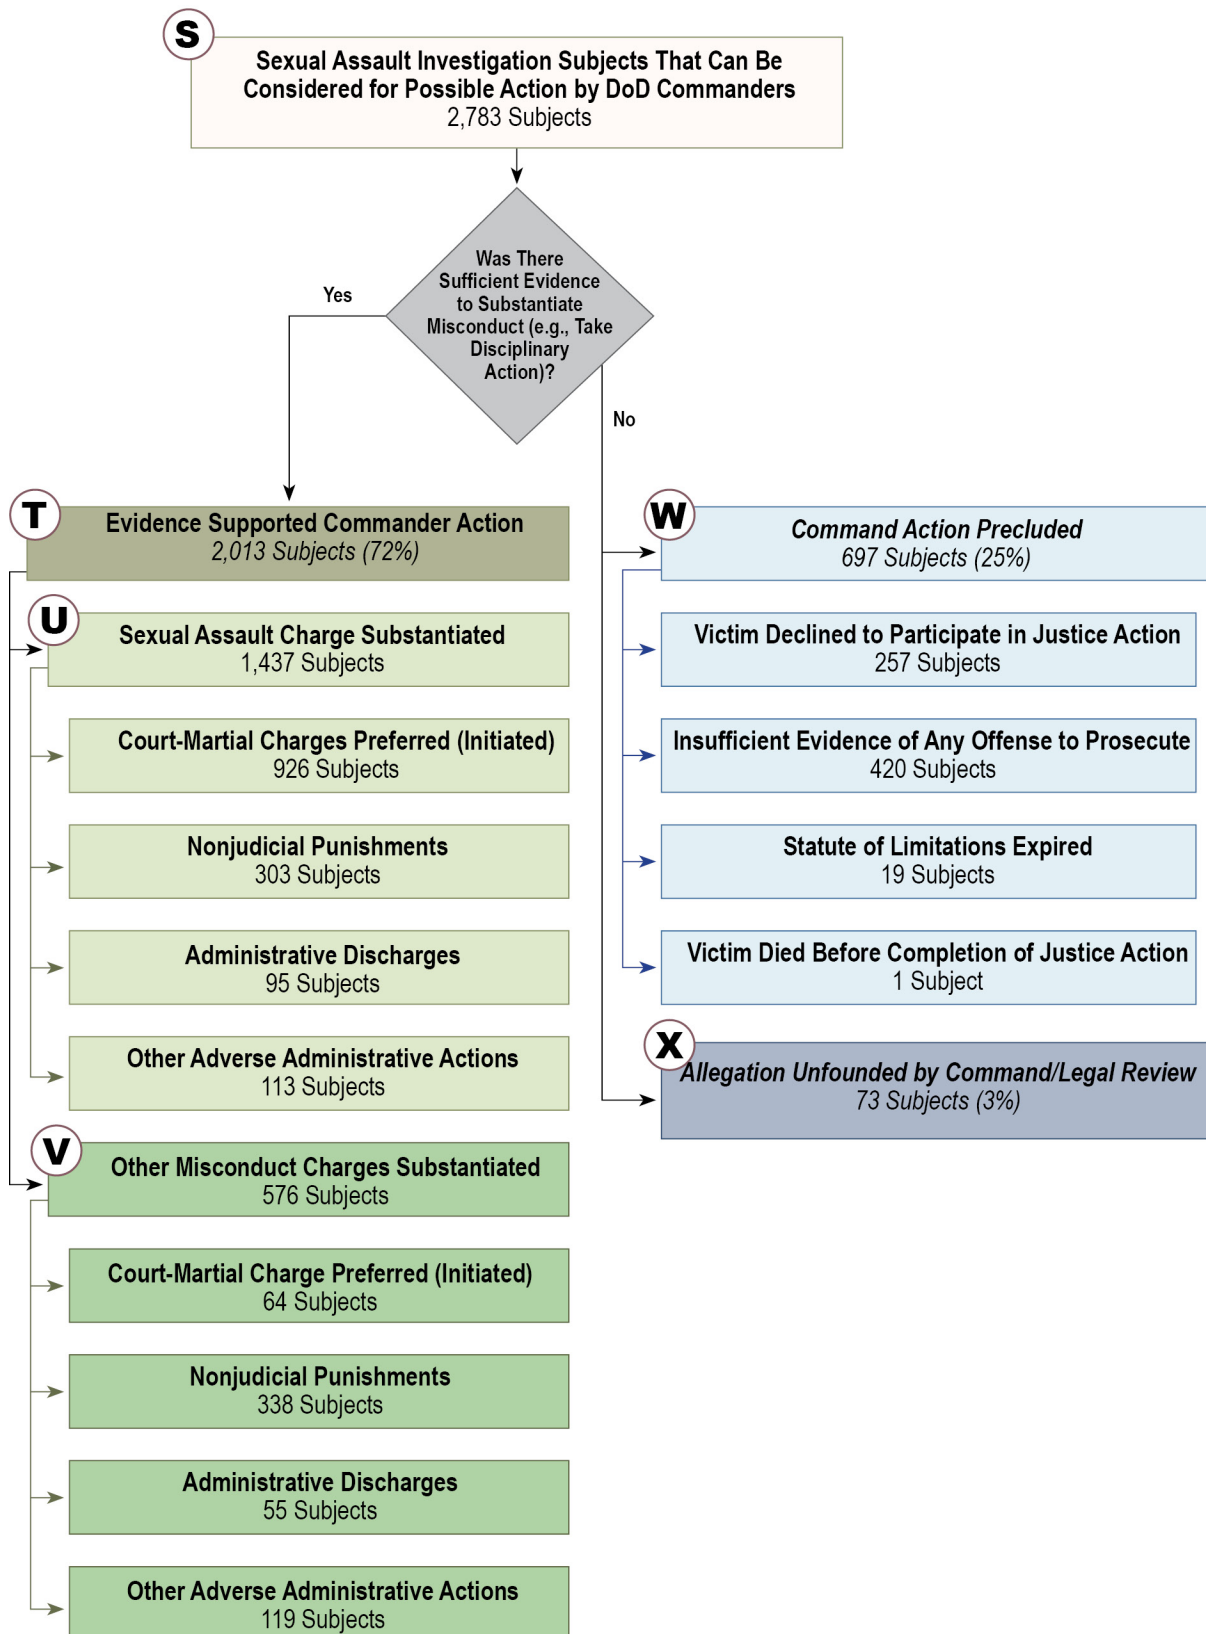 S
Sexual Assault Investigation Subjects That Can Be
Considered for Possible Action by DoD Commanders
2,783 Subjects
Was There
Sufficient Evidence
to Substantiate
Misconduct (e.g., Take
Disciplinary
Action)?
Yes
No
T
Evidence Supported Commander Action
2,013 Subjects (72%)
U
Sexual Assault Charge Substantiated
1,437 Subjects
Court-Martial Charges Preferred (Initiated)
926 Subjects
Nonjudicial Punishments
303 Subjects
Administrative Discharges
95 Subjects
Other Adverse Administrative Actions
113 Subjects
V
Other Misconduct Charges Substantiated
576 Subjects
Court-Martial Charge Preferred (Initiated)
64 Subjects
Nonjudicial Punishments
338 Subjects
Administrative Discharges
55 Subjects
Other Adverse Administrative Actions
119 Subjects
W
Command Action Precluded
697 Subjects (25%)
Victim Declined to Participate in Justice Action
257 Subjects
Insufficient Evidence of Any Offense to Prosecute
420 Subjects
Statute of Limitations Expired
19 Subjects
Victim Died Before Completion of Justice Action
1 Subject
X
Allegation Unfounded by Command/Legal Review
73 Subjects (3%)